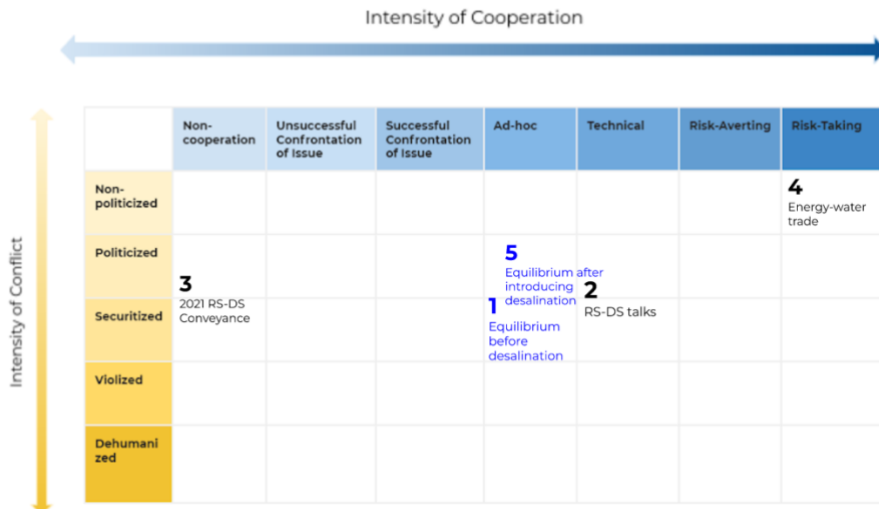 Intensity of Cooperation
Intensity of Conflict
Non-
cooperation
Unsuccessful
Confrontation
of Issue
Successful
Confrontation
of Issue
Ad-hoc
Technical
Risk-Averting
Risk-Taking
Non-
politicized
4
Energy-water
trade
Politicized
5
Equilibrium after
introducing
desalination
3
2021 RS-DS
Conveyance
2
RS-DS talks
Securitized
1
Equilibrium
before
desalination
Violized
Dehumani
zed